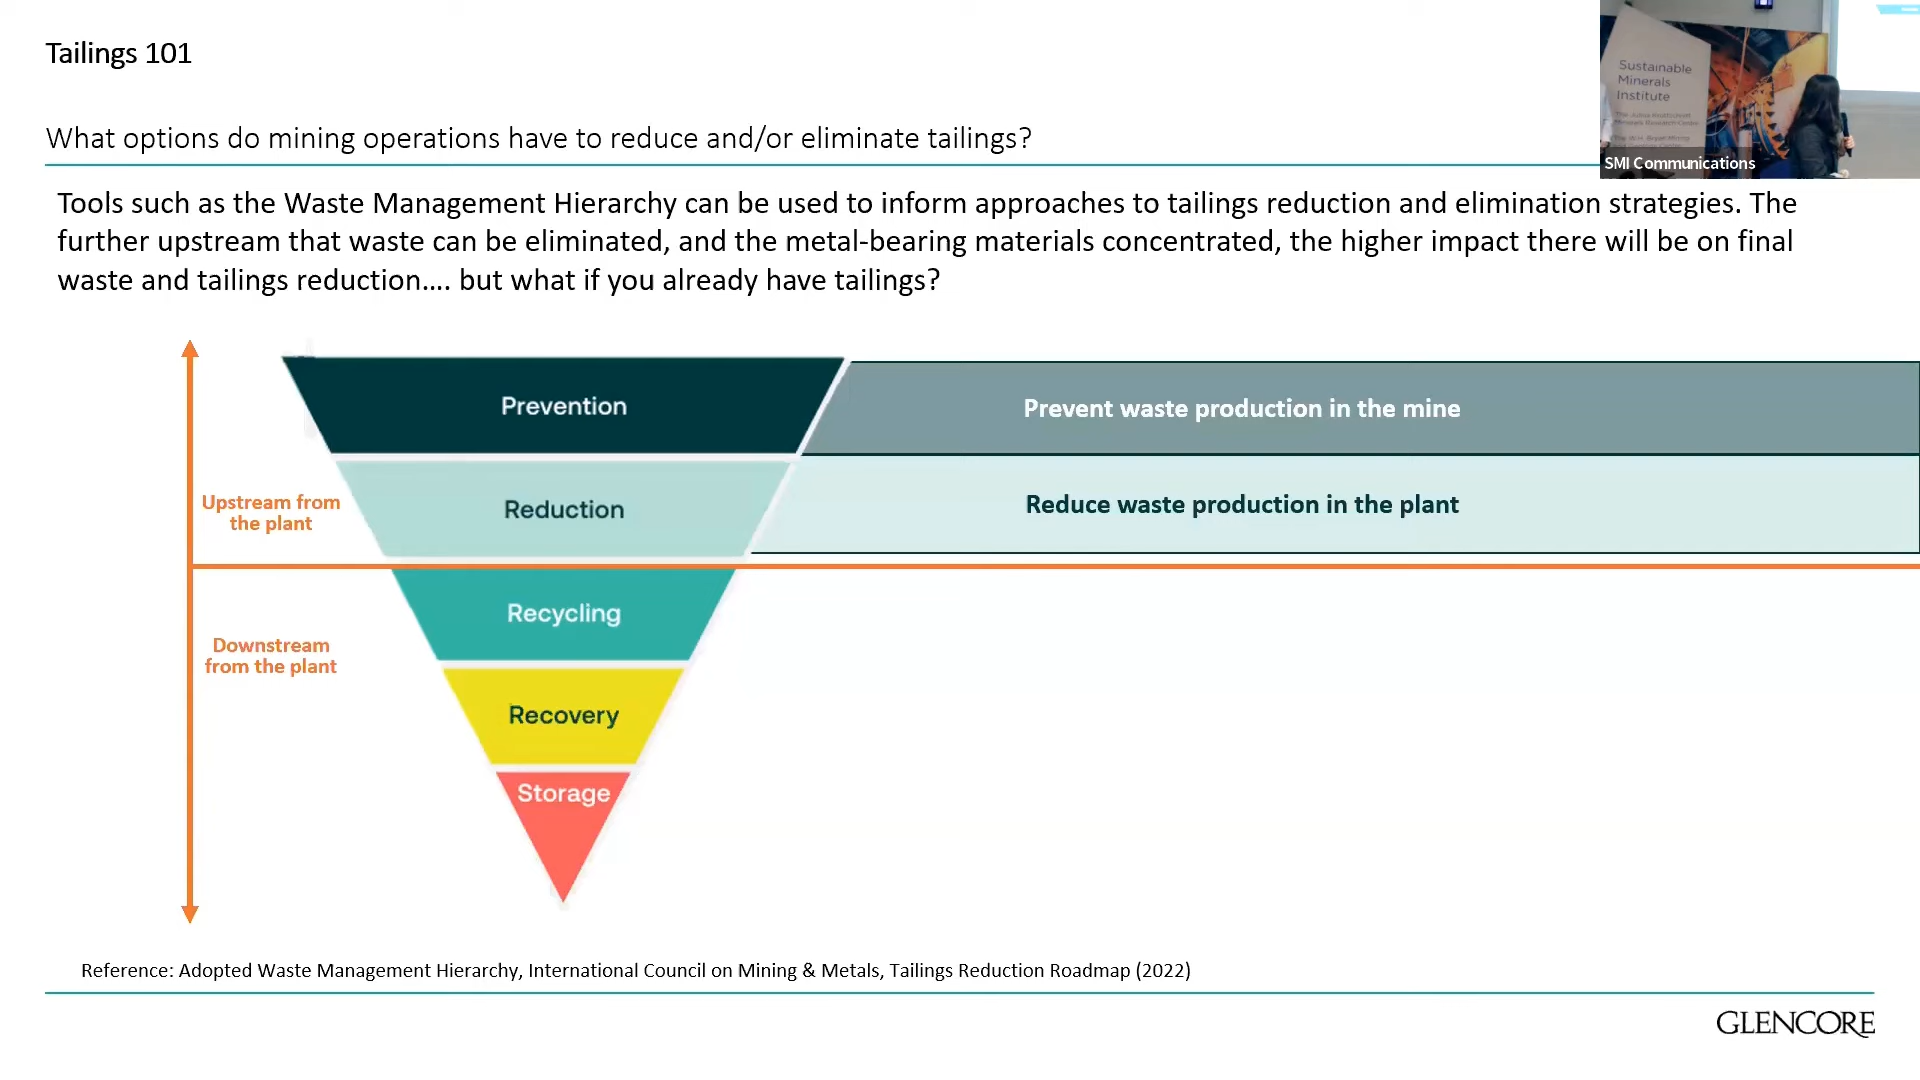 Tailings 101
Sustainable
Minerals
Institute
SMI Communications
What options do mining operations have to reduce and/or eliminate tailings?
Tools such as the Waste Management Hierarchy can be used to inform approaches to tailings reduction and elimination strategies. The
further upstream that waste can be eliminated, and the metal-bearing materials concentrated, the higher impact there will be on final
waste and tailings reduction…. but what if you already have tailings?
Prevention
Prevent waste production in the mine
Upstream from
the plant
Reduction
Reduce waste production in the plant
Recycling
Downstream
from the plant
Recovery
Storage
Reference: Adopted Waste Management Hierarchy, International Council on Mining & Metals, Tailings Reduction Roadmap (2022)
GLENCORE